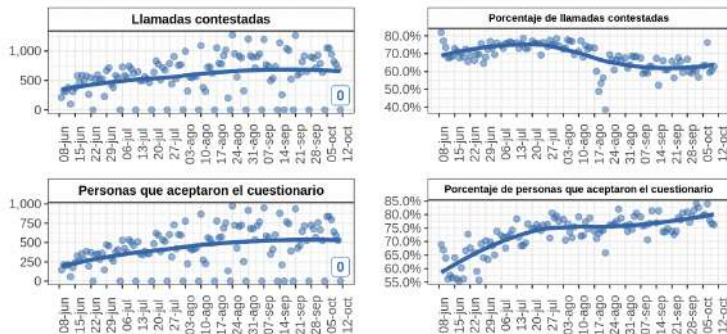 Llamadas contestadas
1,000
500
0
0
08-jun
15-jun
22-jun
29-jun
06-jul
13-jul
20-jul
27-jul
03-ago
10-ago
17-ago
24-ago
31-ago
07-sep
14-sep
21-sep
28-sep
05-oct
12-oct
Porcentaje de llamadas contestadas
80.0%
70.0%
60.0%
50.0%
40.0%
08-jun
15-jun
22-jun
29-jun
06-jul
13-jul
20-jul
27-jul
03-ago
10-ago
17-ago
24-ago
31-ago
07-sep
14-sep
21-sep
28-sep
05-oct
12-oct
Personas que aceptaron el cuestionario
1,000
750
500
250
0
0
08-jun
15-jun
22-jun
29-jun
06-jul
13-jul
20-jul
27-jul
03-ago
10-ago
17-ago
24-ago
31-ago
07-sep
14-sep
21-sep
28-sep
05-oct
12-oct
Porcentaje de personas que aceptaron el cuestionario
85.0%
80.0%
75.0%
70.0%
65.0%
60.0%
55.0%
08-jun
15-jun
22-jun
29-jun
06-jul
13-jul
20-jul
27-jul
03-ago
10-ago
17-ago
24-ago
31-ago
07-sep
14-sep
21-sep
28-sep
05-oct
12-oct